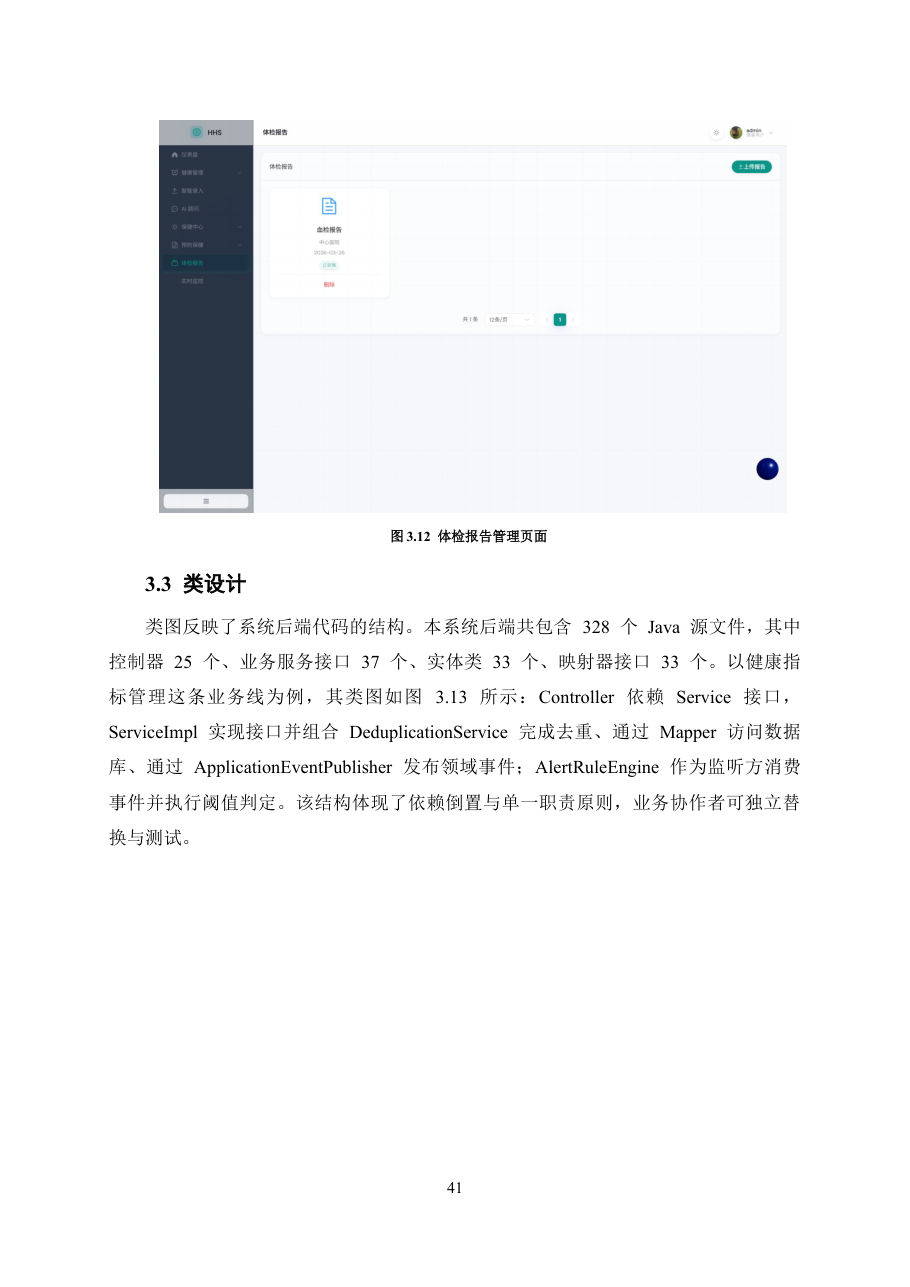 HHS
体检报告
admin
仪表盘
健康管理
智能录入
AI 顾问
保健中心
预防保健
体检报告
实时监控
体检报告
上传报告
血检报告
中心医院
2026-03-26
删除
共 1 条
12条/页
1
图 3.12 体检报告管理页面
3.3 类设计
类图反映了系统后端代码的结构。本系统后端共包含 328 个 Java 源文件，其中
控制器 25 个、业务服务接口 37 个、实体类 33 个、映射器接口 33 个。以健康指
标管理这条业务线为例，其类图如图 3.13 所示：Controller 依赖 Service 接口，
ServiceImpl 实现接口并组合 DeduplicationService 完成去重、通过 Mapper 访问数据
库、通过 ApplicationEventPublisher 发布领域事件；AlertRuleEngine 作为监听方消费
事件并执行阈值判定。该结构体现了依赖倒置与单一职责原则，业务协作者可独立替
换与测试。
41